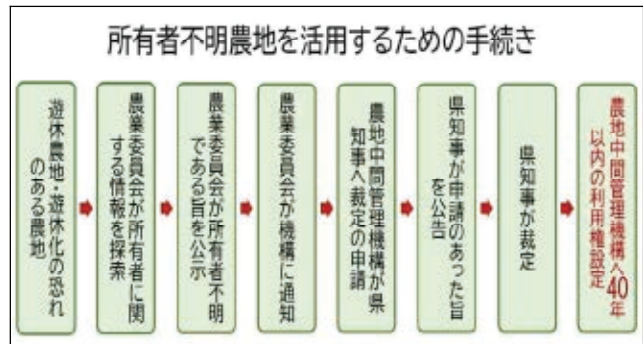 所有者不明農地を活用するための手続き
遊休農地・遊休化の恐れ
のある農地
農業委員会が所有者に関
する情報を探索
農業委員会が所有者不明
である旨を公示
農業委員会が機構に通知
農地中間管理機構が県
知事へ裁定の申請
県知事が申請のあった旨
を公告
県知事が裁定
農地中間管理機構へ40年
以内の利用権設定